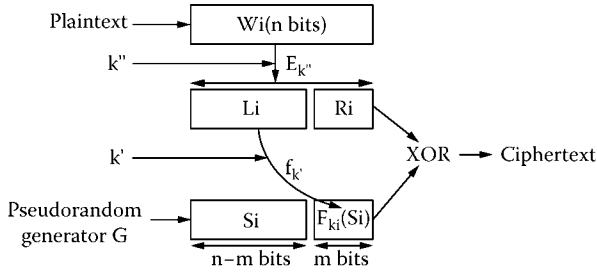 Plaintext
Wi(n bits)
k"
Ek"
Li
Ri
XOR
Ciphertext
k'
fk'
Pseudorandom
generator G
Si
Fki(Si)
n–m bits
m bits